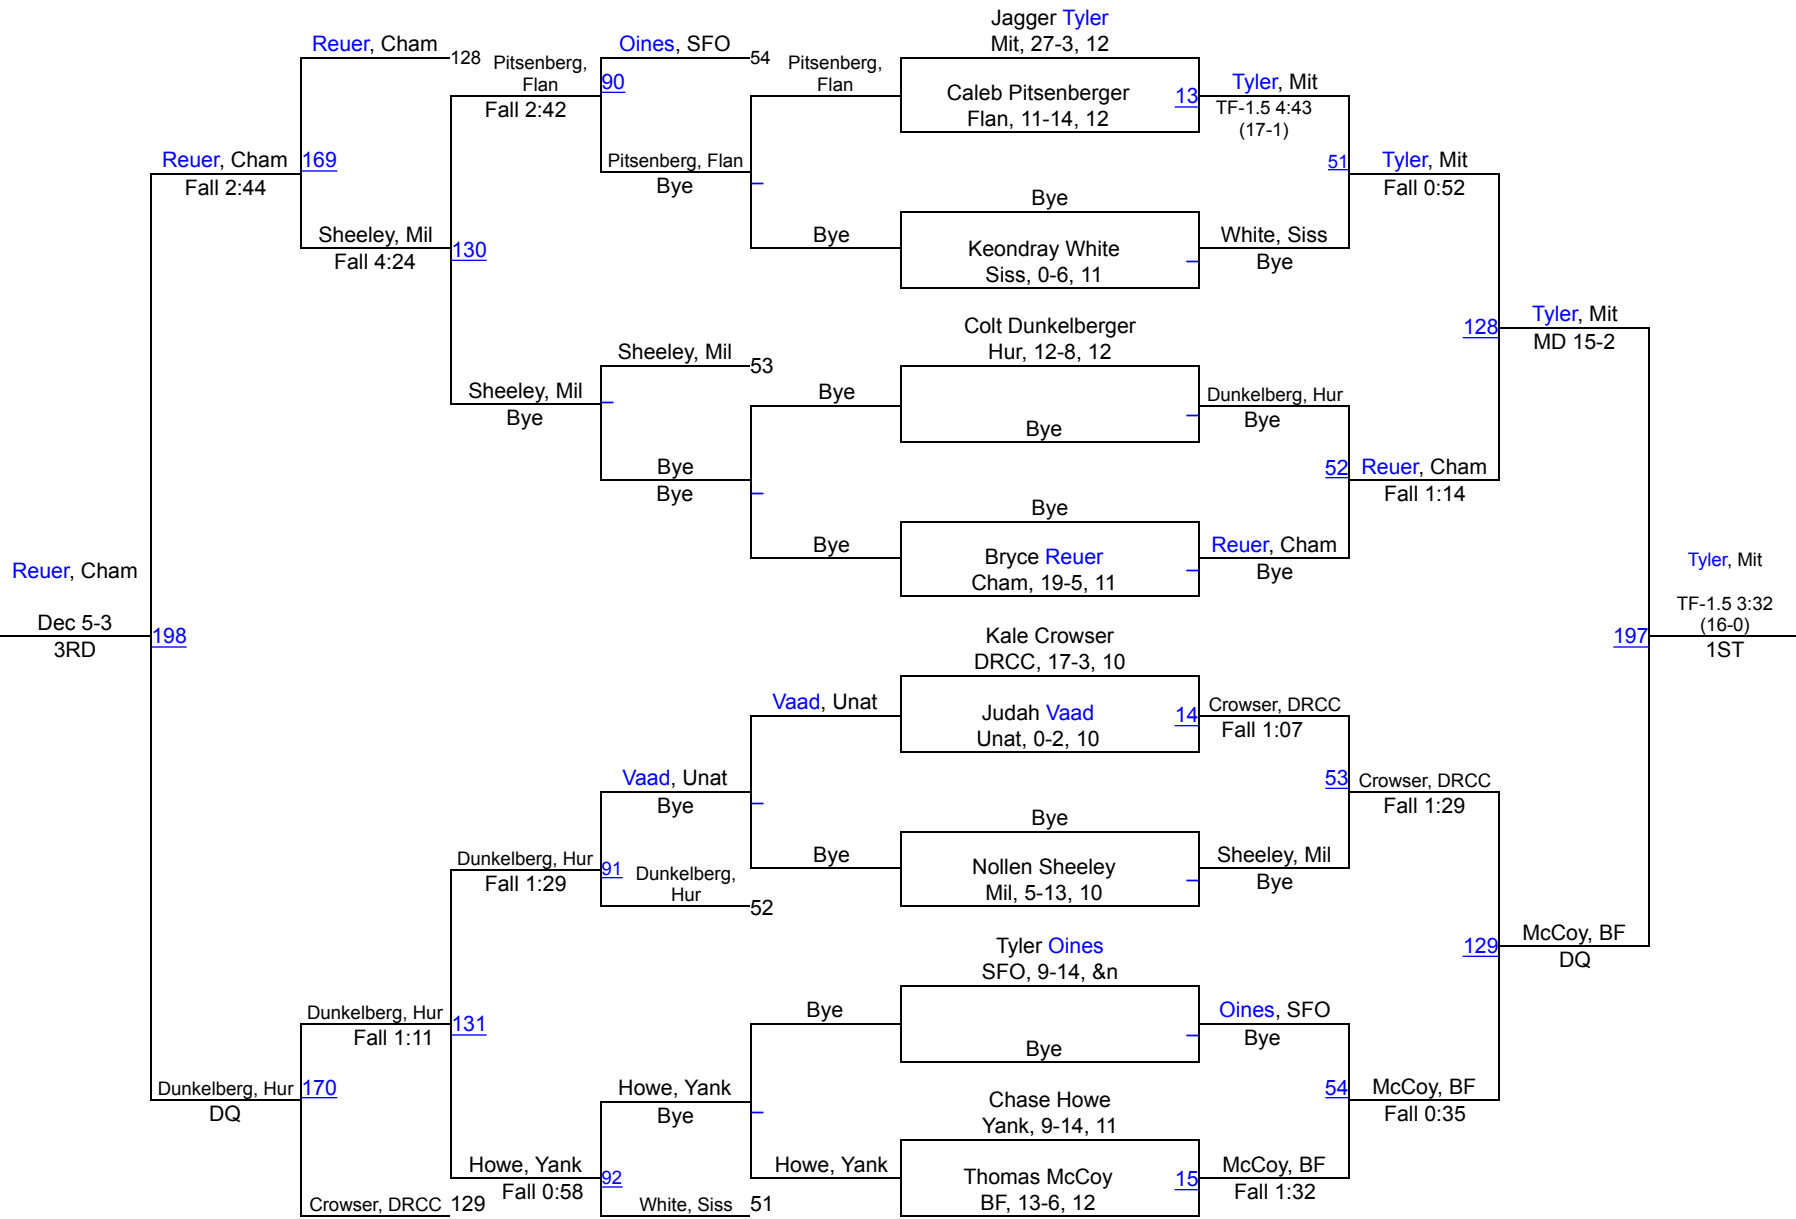 Jagger Tyler
Mit, 27-3, 12
Reuer, Cham
128
Pitsenberg,
Flan
Fall 2:42
Oines, SFO
54
90
Pitsenberg,
Flan
Caleb Pitsenberger
Flan, 11-14, 12
13
Tyler, Mit
TF-1.5 4:43
(17-1)
Reuer, Cham
Fall 2:44
169
Pitsenberg, Flan
Bye
51
Tyler, Mit
Fall 0:52
Bye
Sheeley, Mil
Fall 4:24
130
Bye
Keondray White
Siss, 0-6, 11
White, Siss
Bye
Colt Dunkelberger
Hur, 12-8, 12
128
Tyler, Mit
MD 15-2
Sheeley, Mil
53
Sheeley, Mil
Bye
Bye
Bye
Dunkelberg, Hur
Bye
Bye
Bye
52
Reuer, Cham
Fall 1:14
Bye
Bye
Bryce Reuer
Cham, 19-5, 11
Reuer, Cham
Bye
Reuer, Cham
Dec 5-3
3RD
198
Tyler, Mit
TF-1.5 3:32
(16-0)
1ST
197
Kale Crowser
DRCC, 17-3, 10
Vaad, Unat
Judah Vaad
Unat, 0-2, 10
14
Crowser, DRCC
Fall 1:07
Vaad, Unat
Bye
53
Crowser, DRCC
Fall 1:29
Bye
Dunkelberg, Hur
Fall 1:29
91
Dunkelberg,
Hur
52
Bye
Nollen Sheeley
Mil, 5-13, 10
Sheeley, Mil
Bye
Tyler Oines
SFO, 9-14, &n
129
McCoy, BF
DQ
Dunkelberg, Hur
Fall 1:11
131
Bye
Bye
Oines, SFO
Bye
Dunkelberg, Hur
DQ
170
Howe, Yank
Bye
Chase Howe
Yank, 9-14, 11
54
McCoy, BF
Fall 0:35
Howe, Yank
Fall 0:58
92
Howe, Yank
Thomas McCoy
BF, 13-6, 12
15
McCoy, BF
Fall 1:32
Crowser, DRCC
129
White, Siss
51